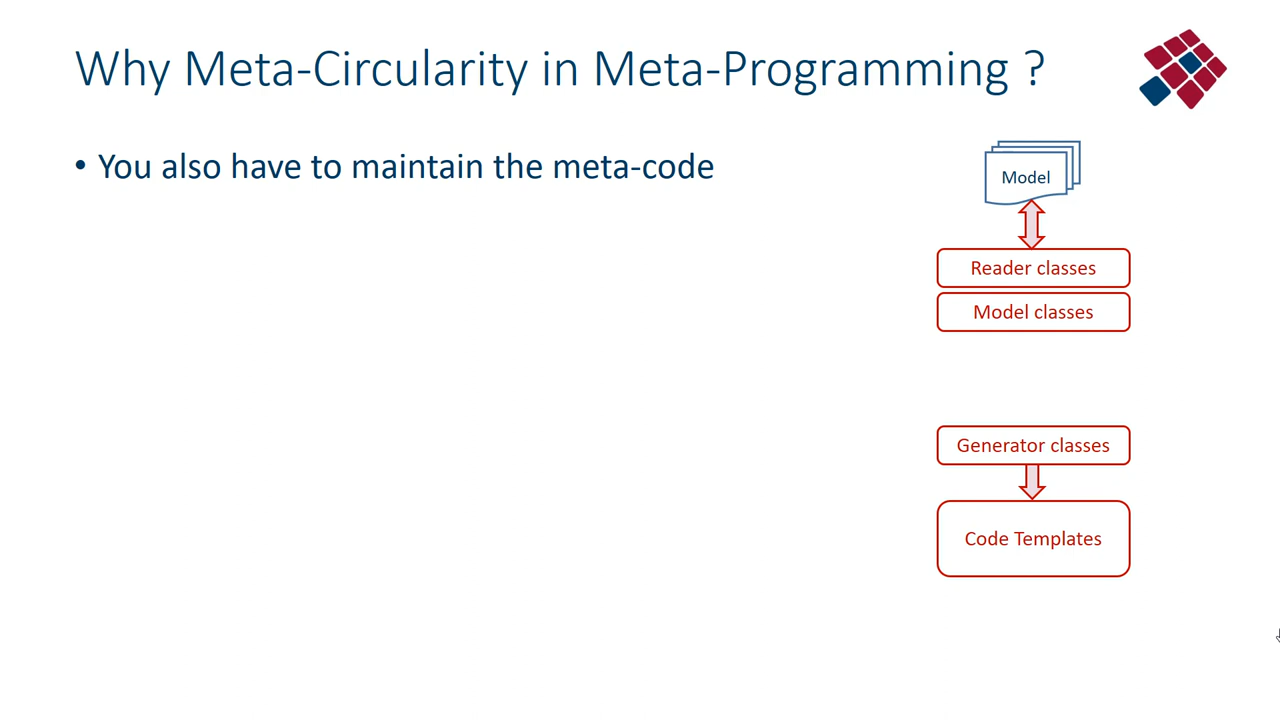 Why Meta-Circularity in Meta-Programming ?
• You also have to maintain the meta-code
Model
Reader classes
Model classes
Generator classes
Code Templates